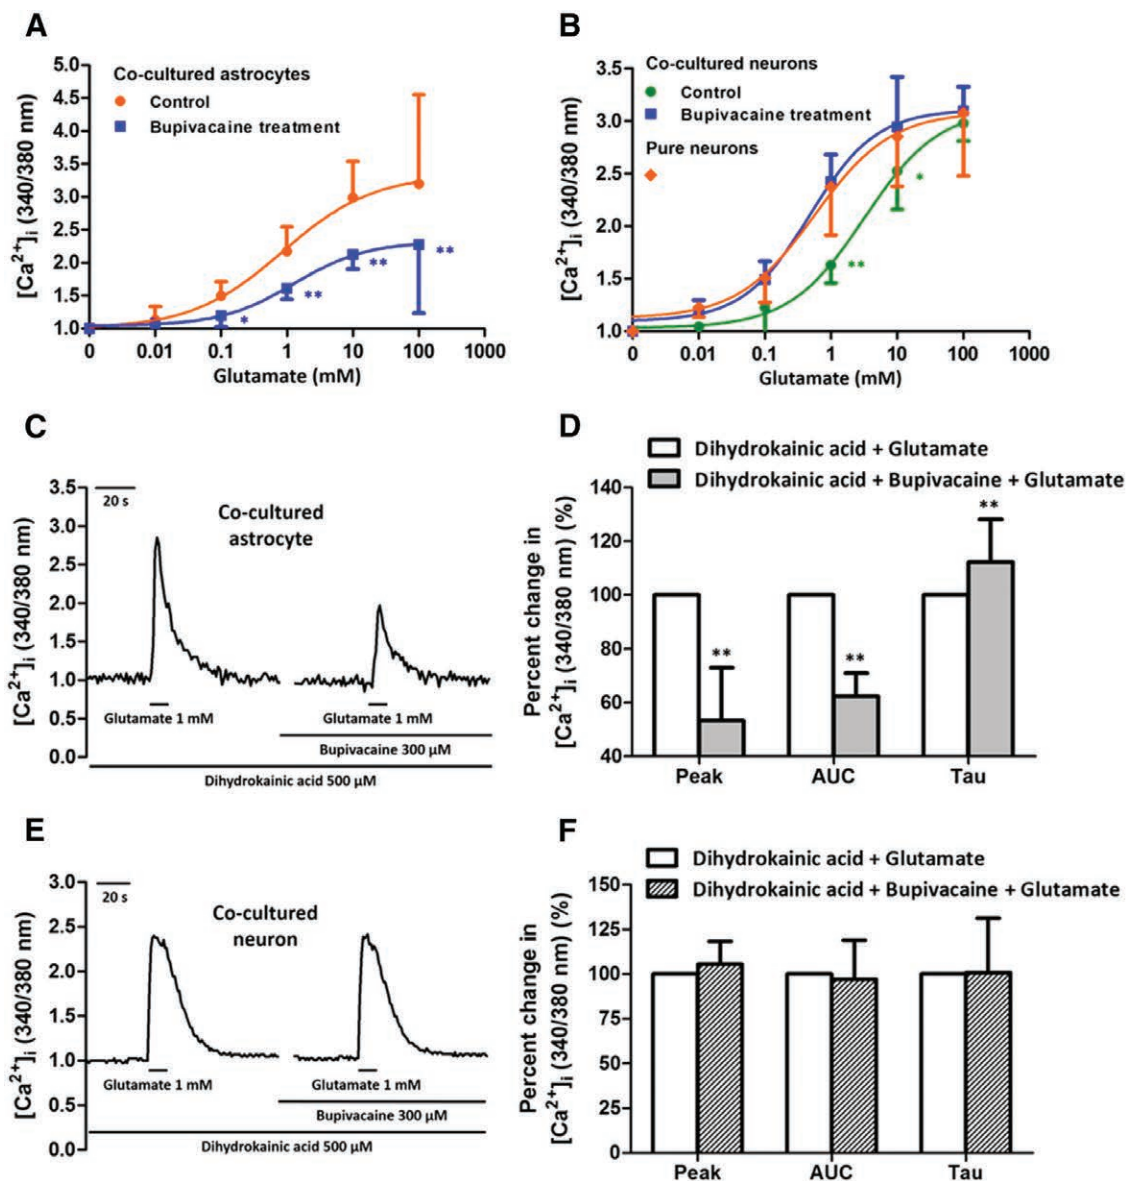 A
[Ca²⁺]ᵢ (340/380 nm)
5.0
4.5
4.0
3.5
3.0
2.5
2.0
1.5
1.0
Co-cultured astrocytes
Control
Bupivacaine treatment
*
**
**
**
0 0.01 0.1 1 10 100 1000
Glutamate (mM)
B
[Ca²⁺]ᵢ (340/380 nm)
3.5
3.0
2.5
2.0
1.5
1.0
Co-cultured neurons
Control
Bupivacaine treatment
Pure neurons
**
*
0 0.01 0.1 1 10 100 1000
Glutamate (mM)
C
[Ca²⁺]ᵢ (340/380 nm)
3.5
3.0
2.5
2.0
1.5
1.0
0.5
0.0
20 s
Co-cultured
astrocyte
Glutamate 1 mM Glutamate 1 mM
Bupivacaine 300 µM
Dihydrokainic acid 500 µM
D
Dihydrokainic acid + Glutamate
Dihydrokainic acid + Bupivacaine + Glutamate
Percent change in
[Ca²⁺]ᵢ (340/380 nm) (%)
140
120
100
80
60
40
** ** **
Peak AUC Tau
E
[Ca²⁺]ᵢ (340/380 nm)
3.0
2.5
2.0
1.5
1.0
0.5
0.0
20 s
Co-cultured
neuron
Glutamate 1 mM Glutamate 1 mM
Bupivacaine 300 µM
Dihydrokainic acid 500 µM
F
Dihydrokainic acid + Glutamate
Dihydrokainic acid + Bupivacaine + Glutamate
Percent change in
[Ca²⁺]ᵢ (340/380 nm) (%)
150
125
100
75
50
25
0
Peak AUC Tau